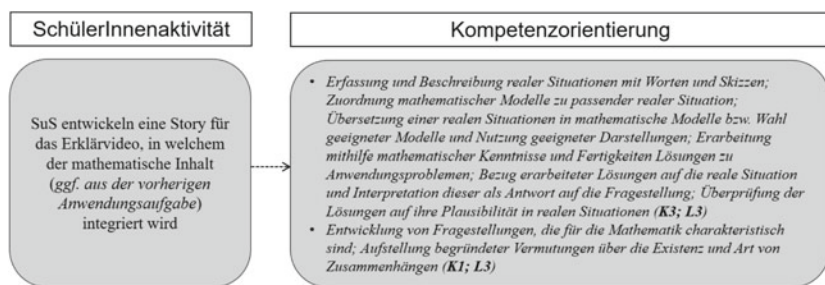 SchülerInnenaktivität
Kompetenzorientierung
SuS entwickeln eine Story für
das Erklärvideo, in welchem
der mathematische Inhalt
(ggf. aus der vorherigen
Anwendungsaufgabe)
integriert wird
• Erfassung und Beschreibung realer Situationen mit Worten und Skizzen;
Zuordnung mathematischer Modelle zu passender realer Situation;
Übersetzung einer realen Situationen in mathematische Modelle bzw. Wahl
geeigneter Modelle und Nutzung geeigneter Darstellungen; Erarbeitung
mithilfe mathematischer Kenntnisse und Fertigkeiten Lösungen zu
Anwendungsproblemen; Bezug erarbeiteter Lösungen auf die reale
Situation und Interpretation dieser als Antwort auf die Fragestellung; Überprüfung der
Lösungen auf ihre Plausibilität in realen Situationen (K3; L3)
• Entwicklung von Fragestellungen, die für die Mathematik charakteristisch
sind; Aufstellung begründeter Vermutungen über die Existenz und Art von
Zusammenhängen (K1; L3)